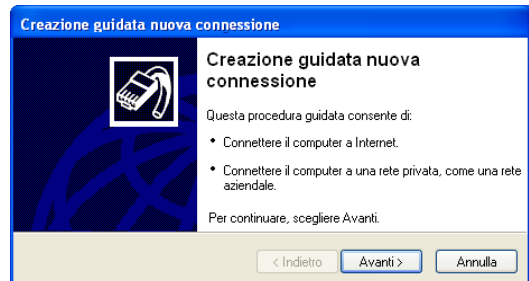 Creazione guidata nuova connessione
Creazione guidata nuova
connessione
Questa procedura guidata consente di:
• Connettere il computer a Internet.
• Connettere il computer a una rete privata, come una rete
aziendale.
Per continuare, scegliere Avanti.
< Indietro Avanti > Annulla